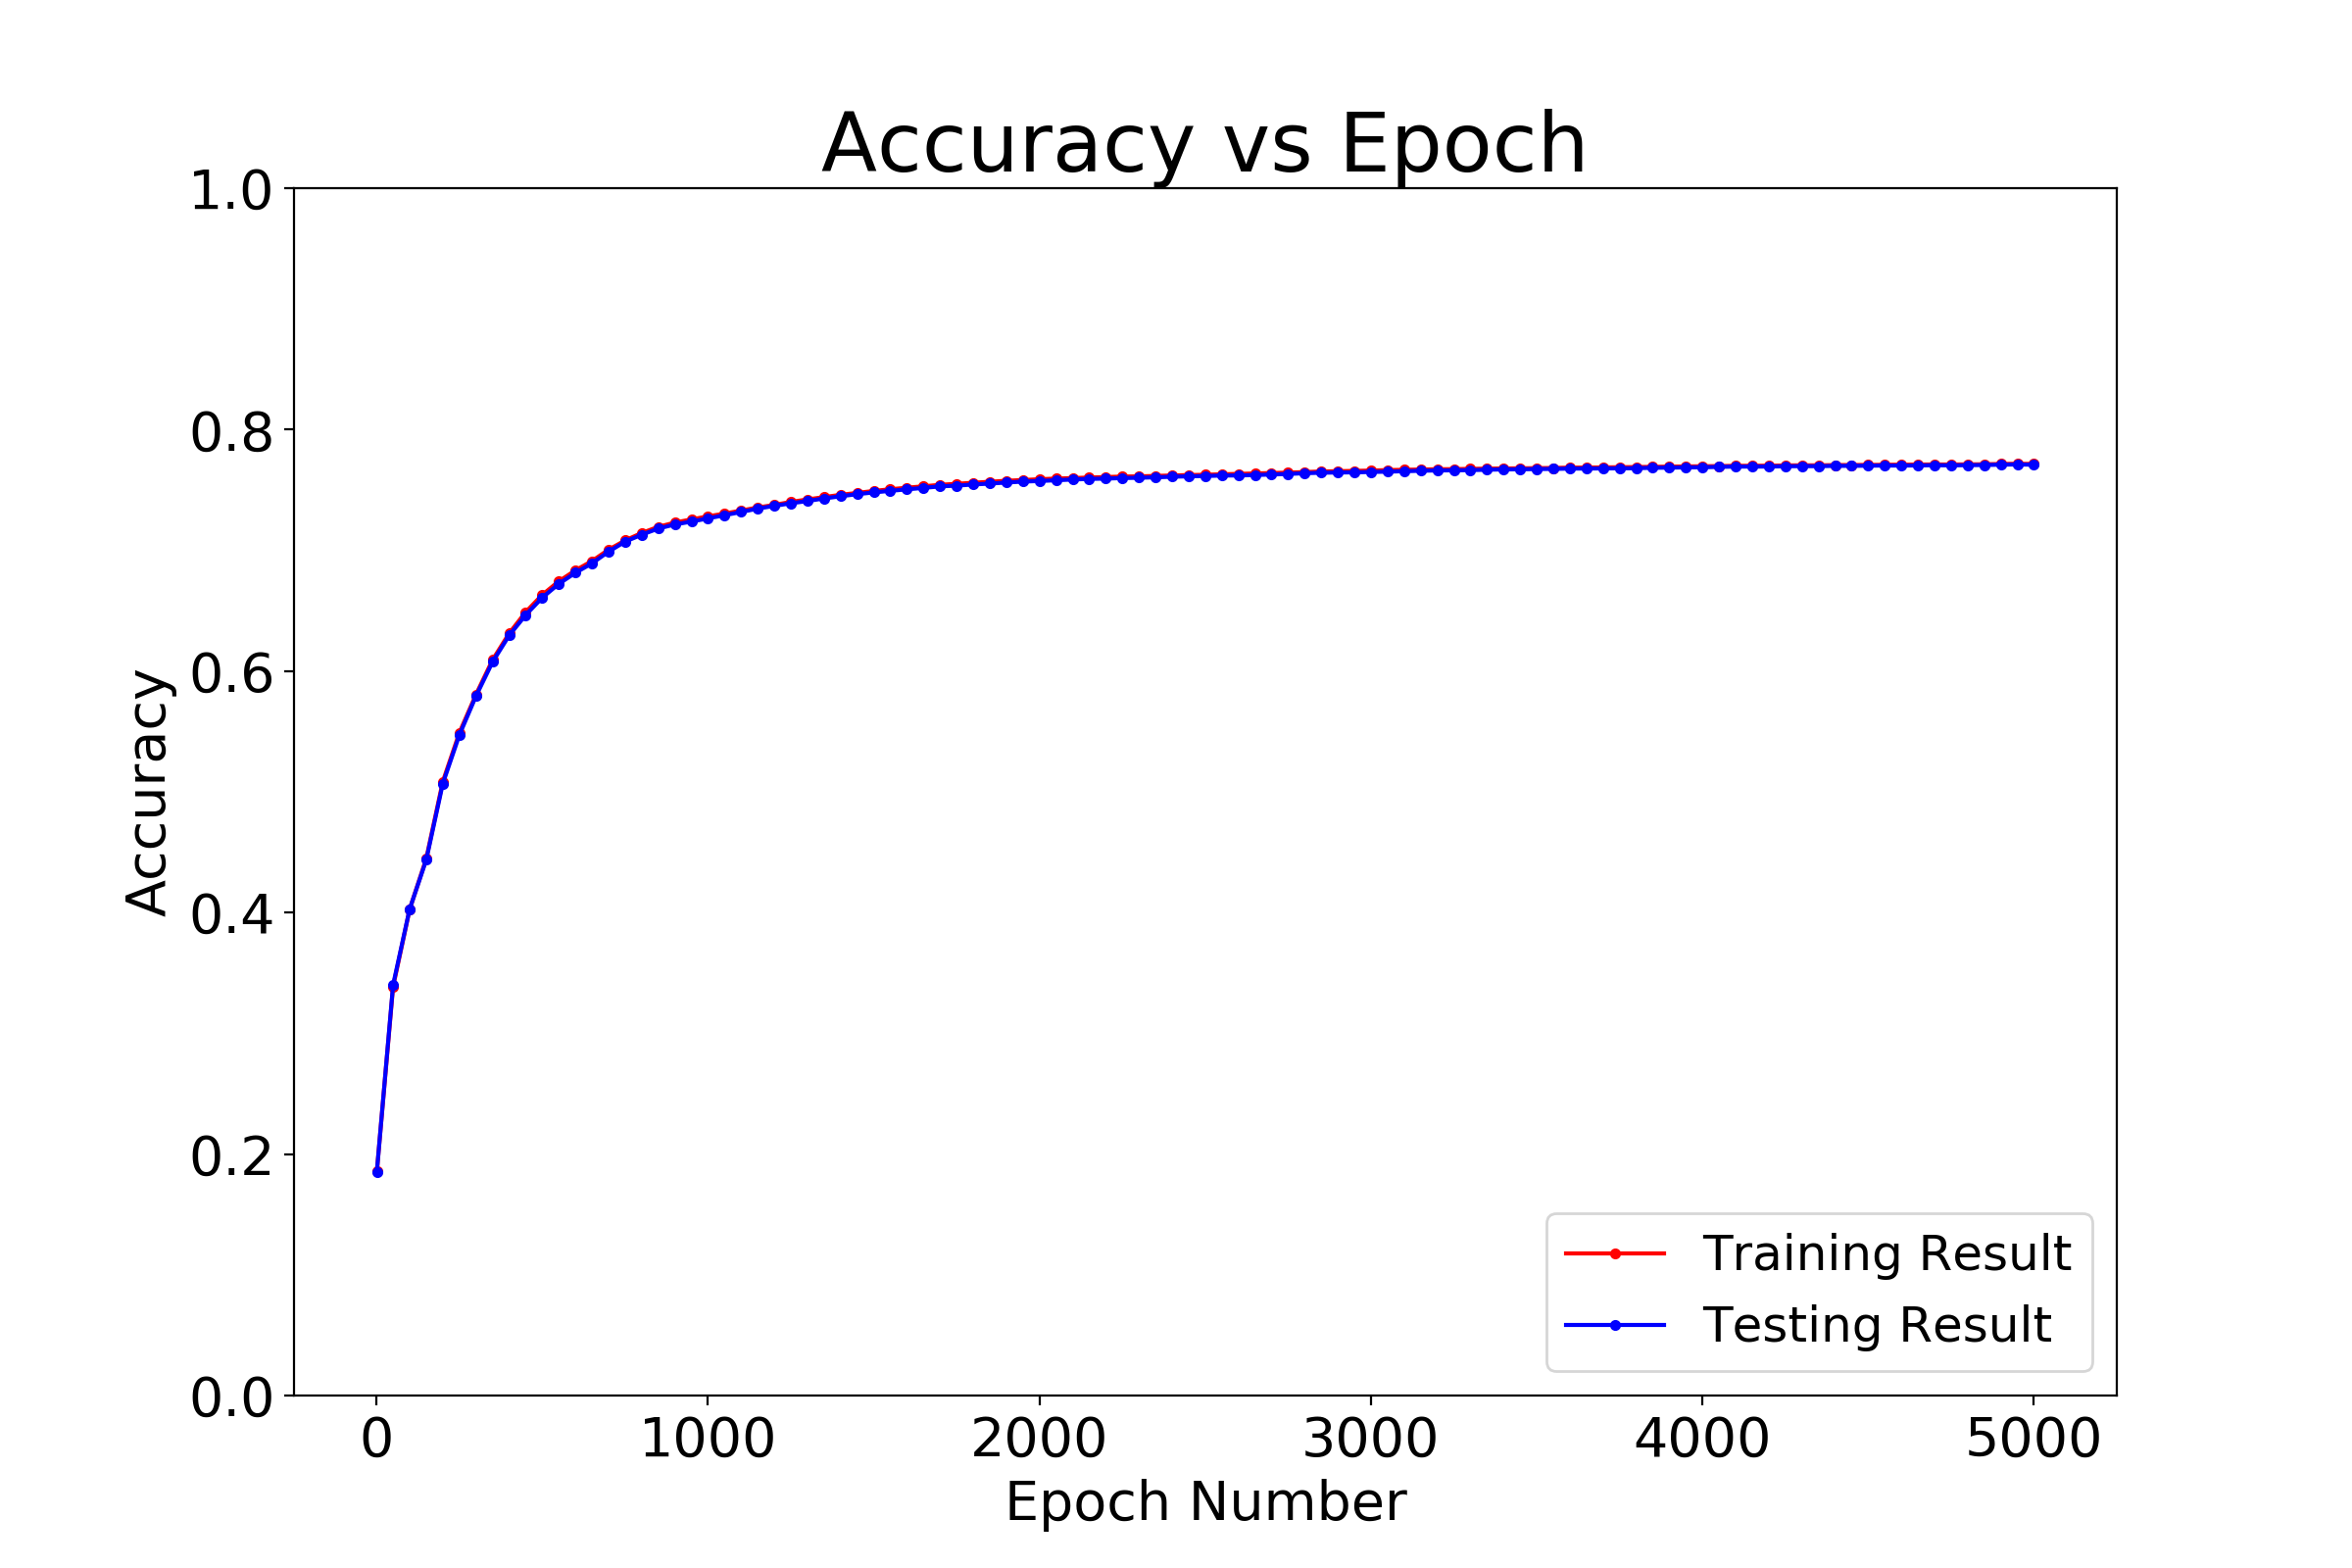 Accuracy vs Epoch
1.0
0.8
0.6
0.4
0.2
0.0
Accuracy
0 1000 2000 3000 4000 5000
Epoch Number
Training Result
Testing Result